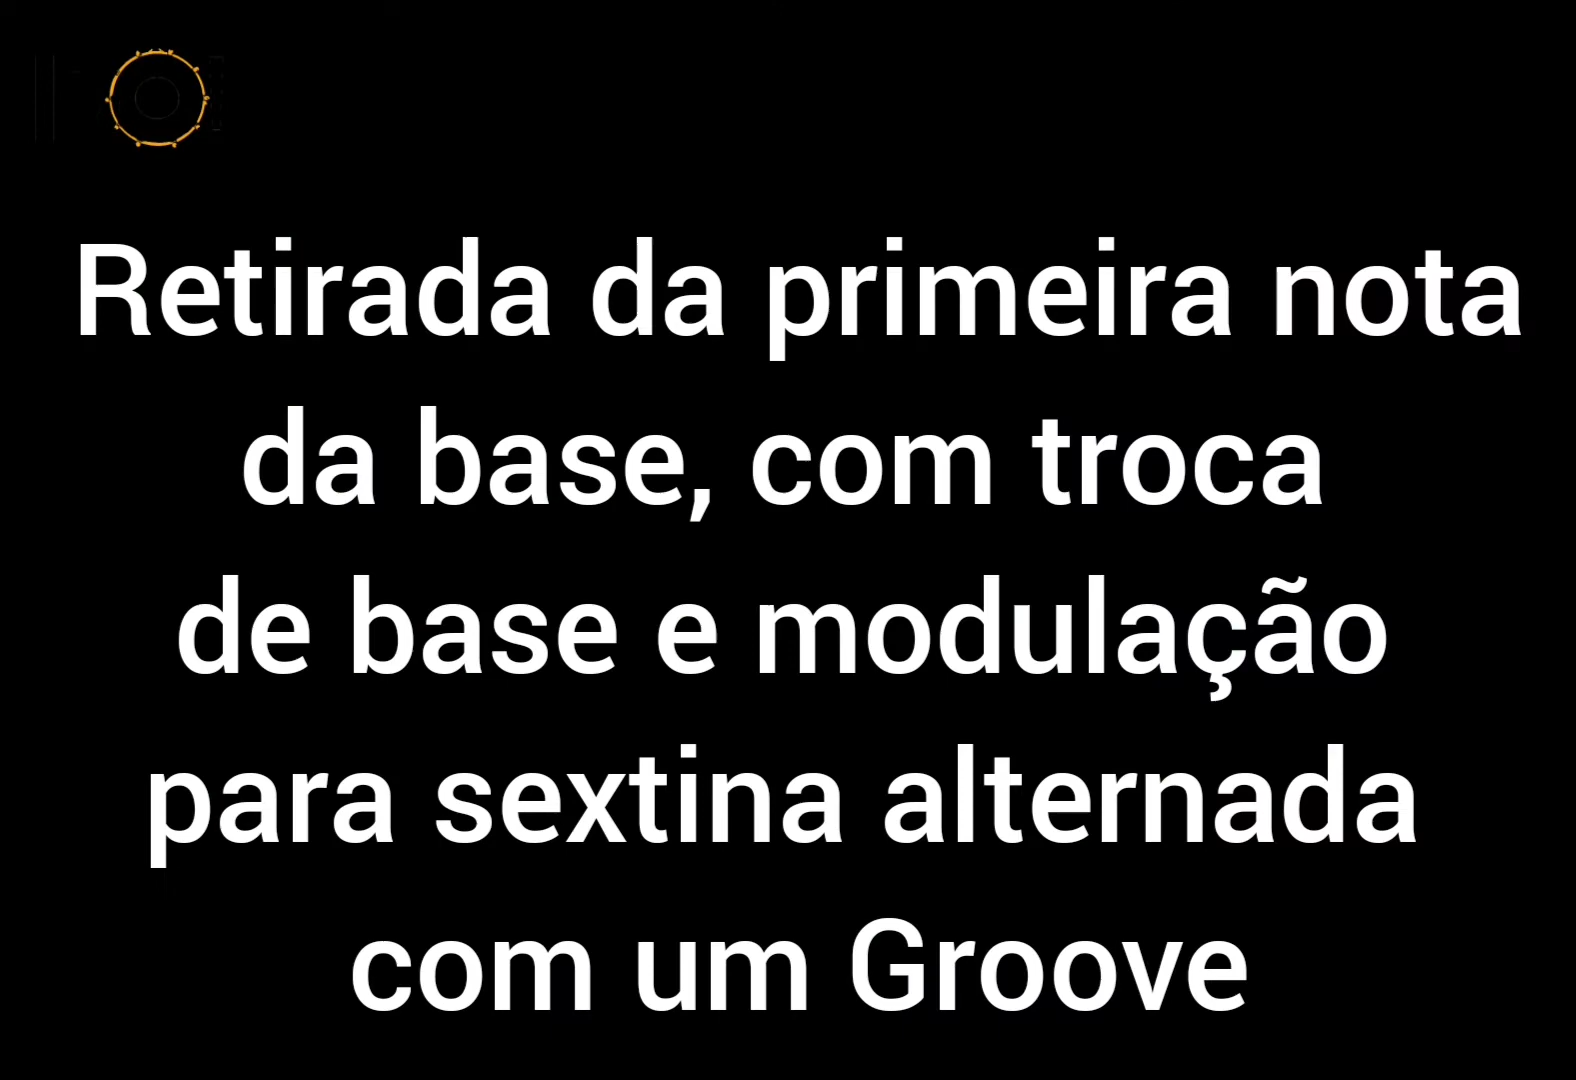 Retirada da primeira nota
da base, com troca
de base e modulação
para sextina alternada
com um Groove